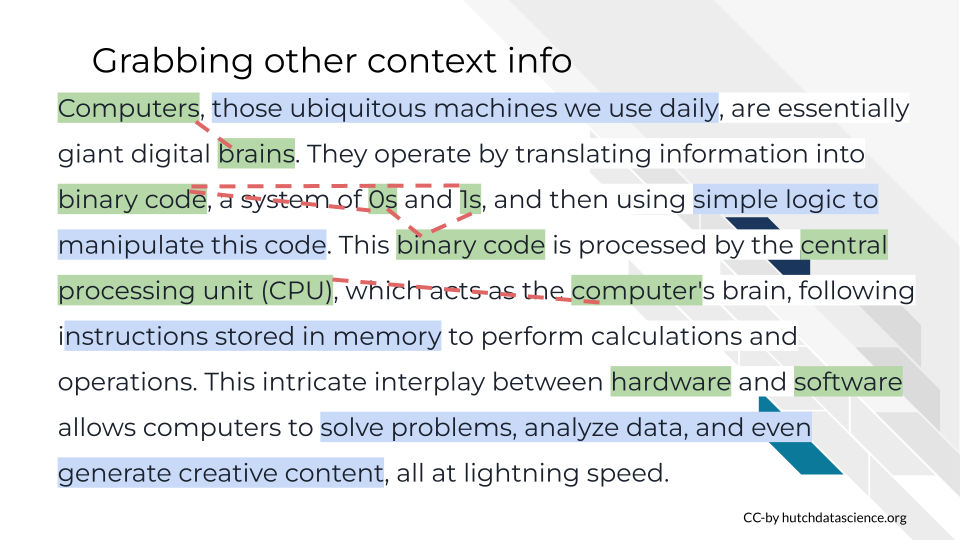 Grabbing other context info
Computers, those ubiquitous machines we use daily, are essentially
giant digital brains. They operate by translating information into
binary code, a system of 0s and 1s, and then using simple logic to
manipulate this code. This binary code is processed by the central
processing unit (CPU), which acts as the computer's brain, following
instructions stored in memory to perform calculations and
operations. This intricate interplay between hardware and software
allows computers to solve problems, analyze data, and even
generate creative content, all at lightning speed.
CC-by hutchdatascience.org